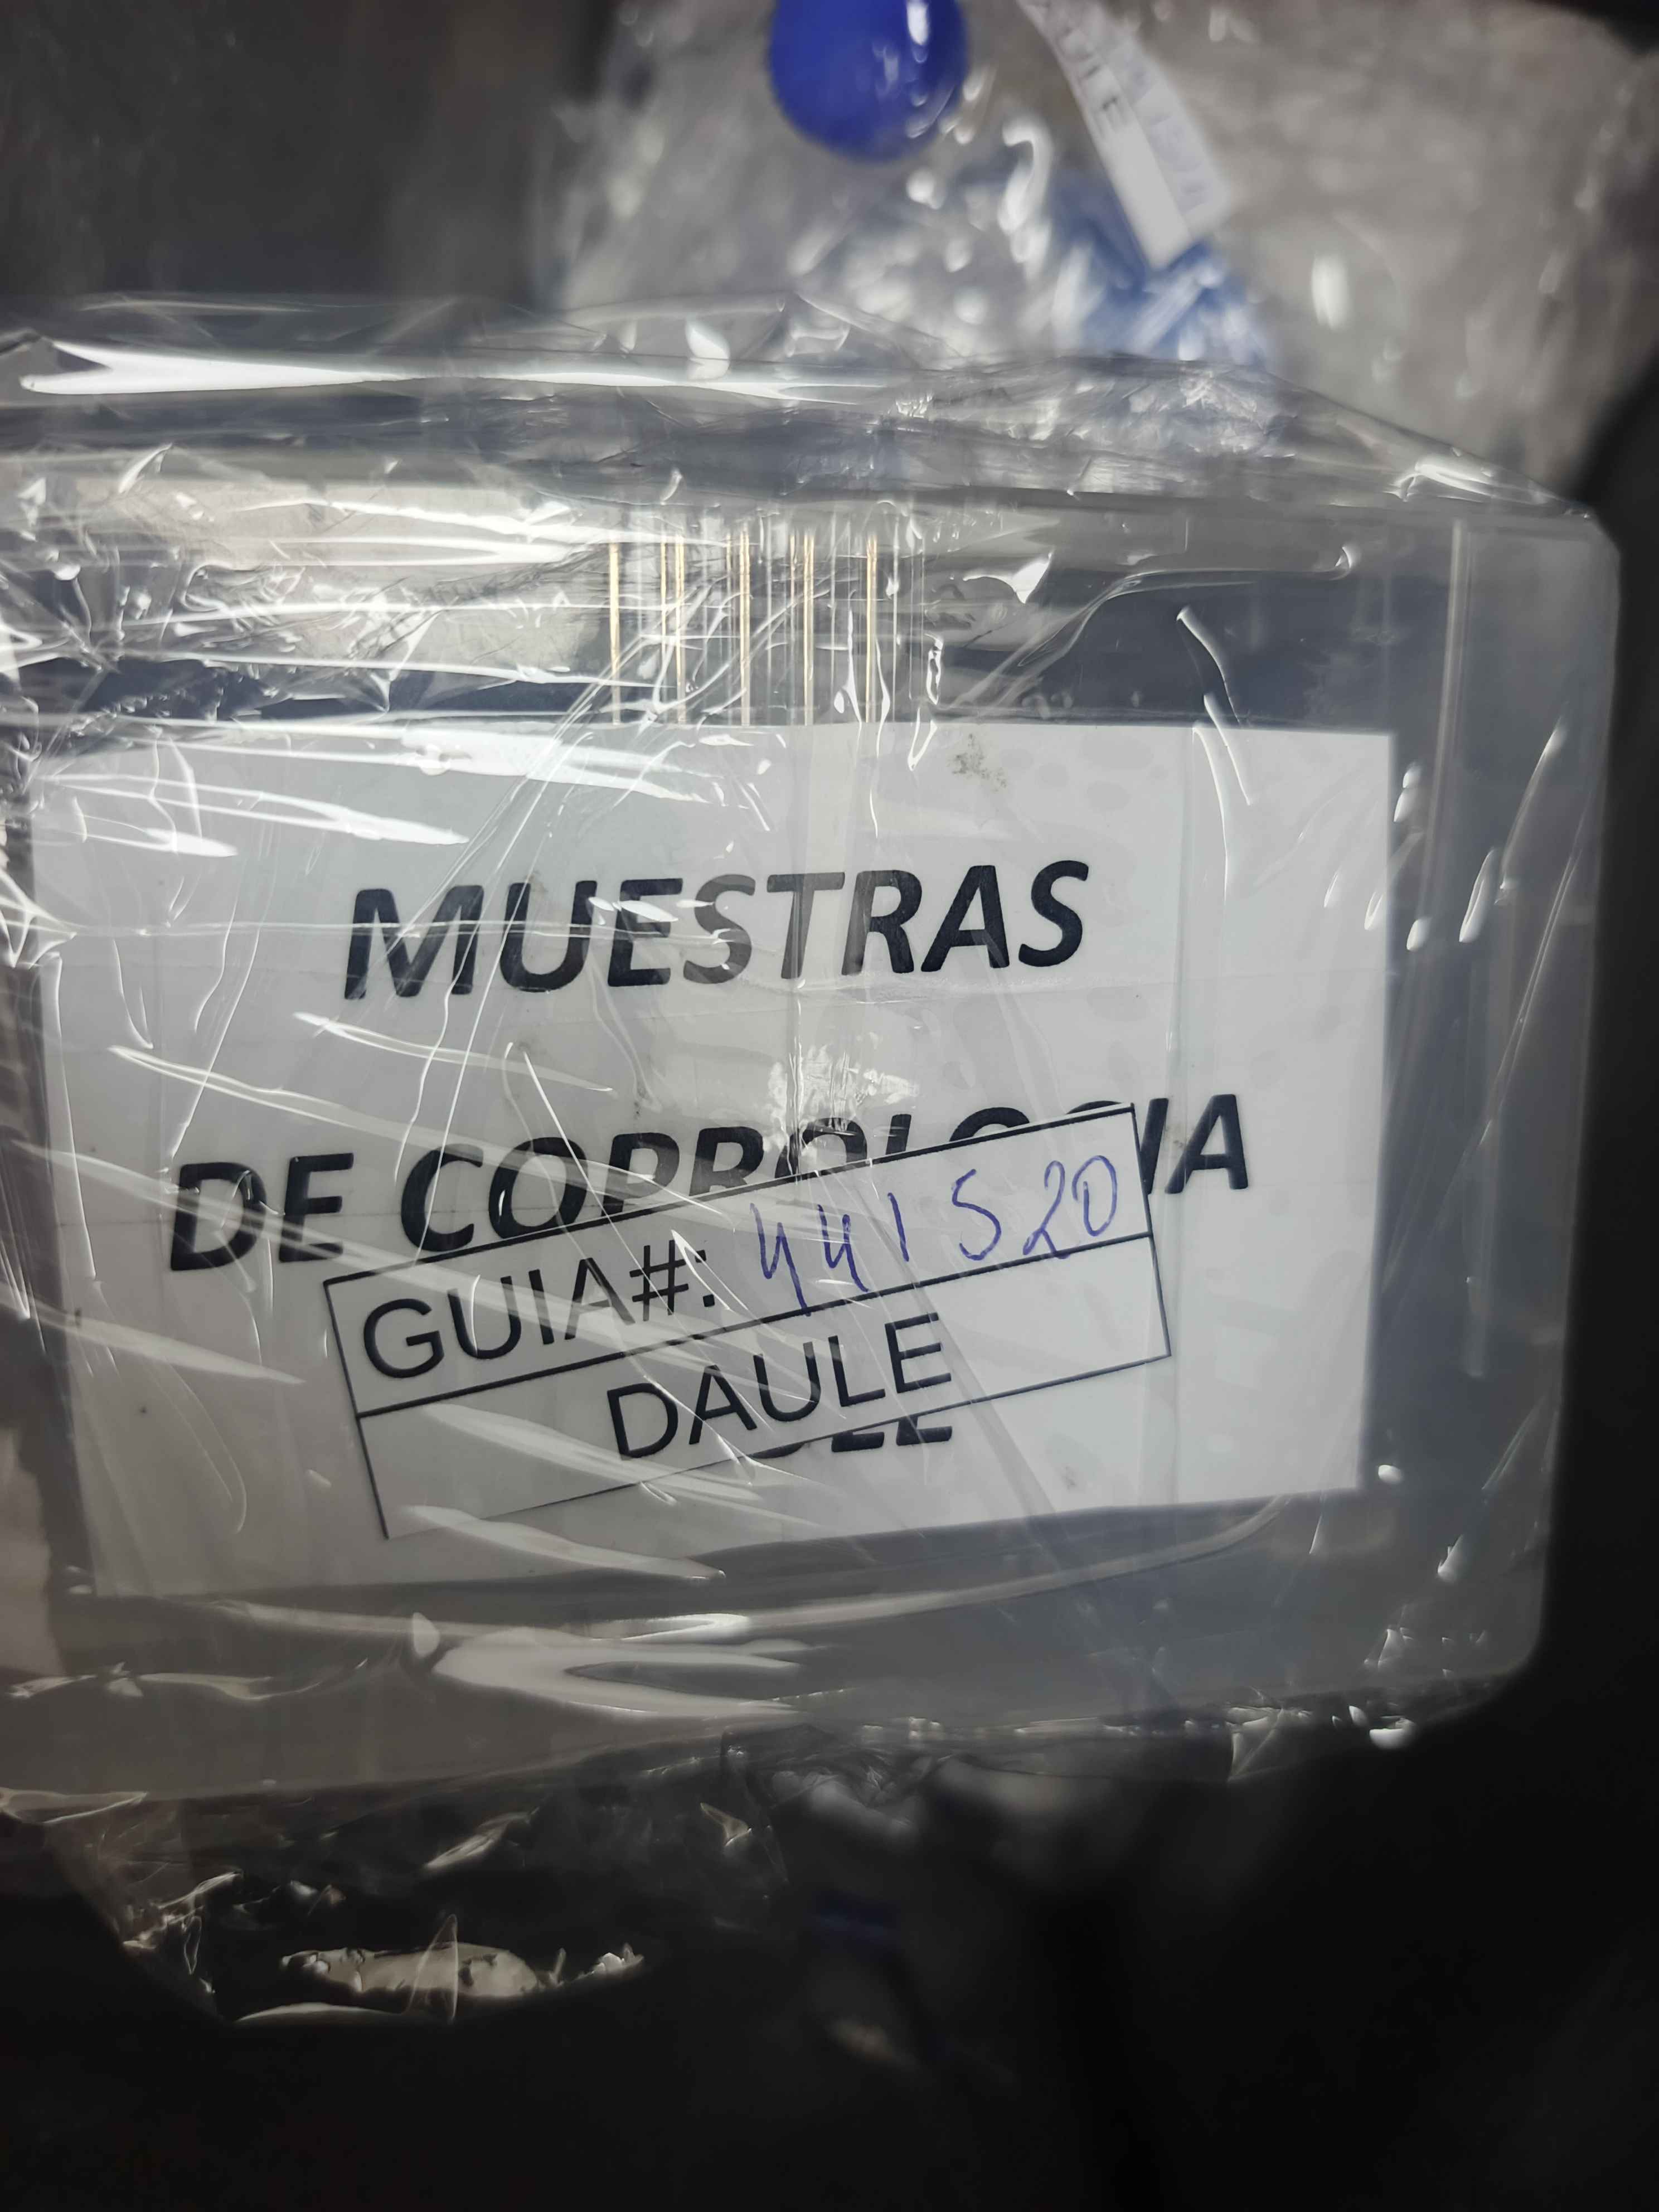 MUESTRAS
DE COPROLOGIA
GUIA#: 441520
DAULE